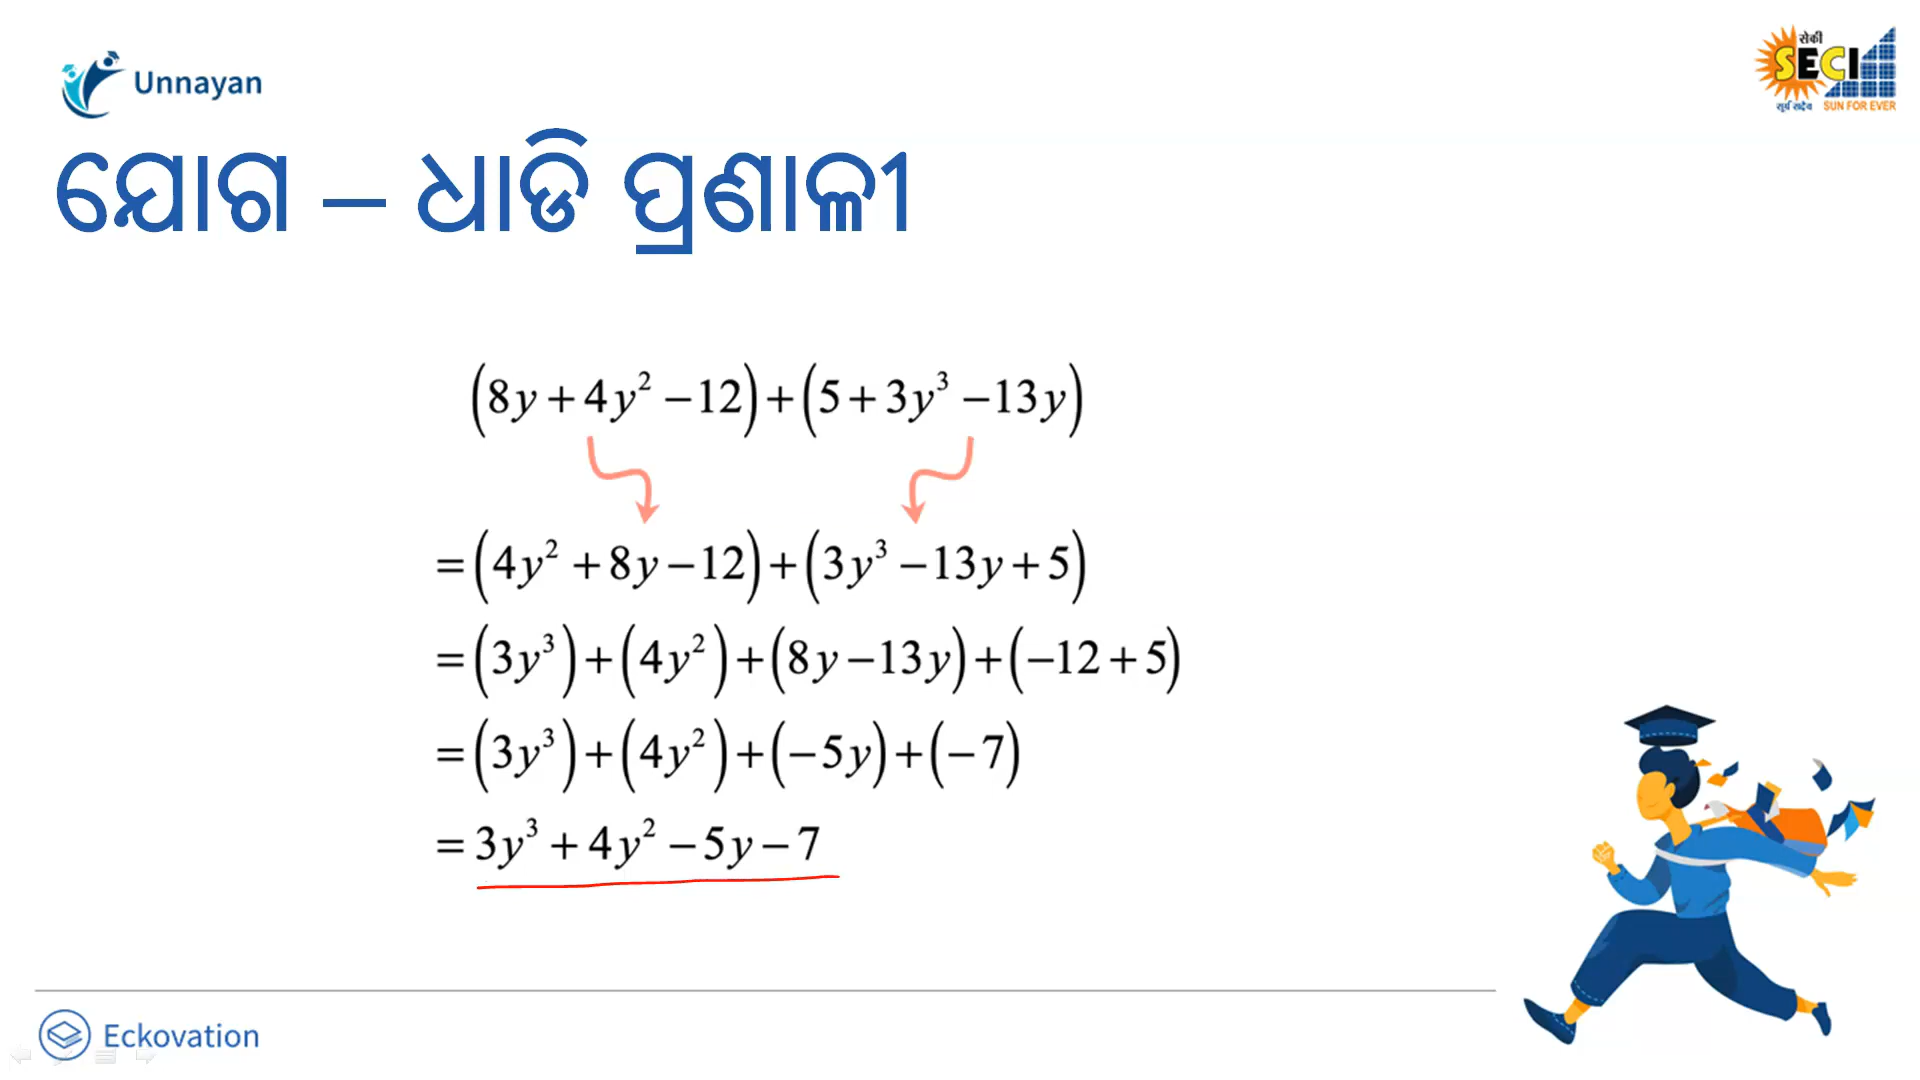 Unnayan
सेकी
SECI
सूर्य सदैव SUN FOR EVER
ଯୋଗ – ଧାଡି ପ୍ରଣାଳୀ
(8y + 4y² − 12) + (5 + 3y³ − 13y)
= (4y² + 8y − 12) + (3y³ − 13y + 5)
= (3y³) + (4y²) + (8y − 13y) + (−12 + 5)
= (3y³) + (4y²) + (−5y) + (−7)
= 3y³ + 4y² − 5y − 7
Eckovation